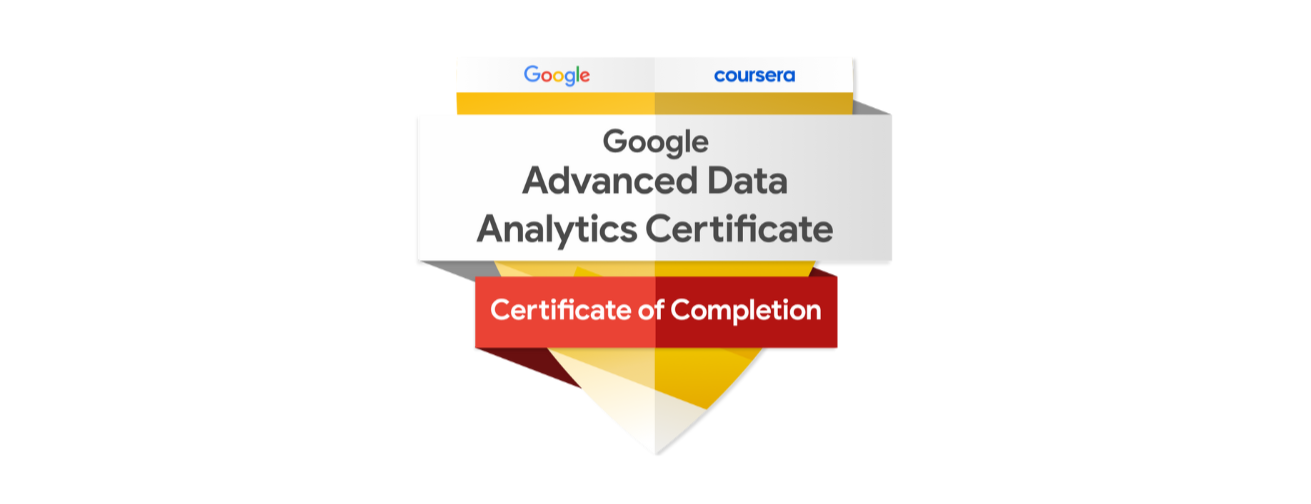 Google coursera
Google
Advanced Data
Analytics Certificate
Certificate of Completion